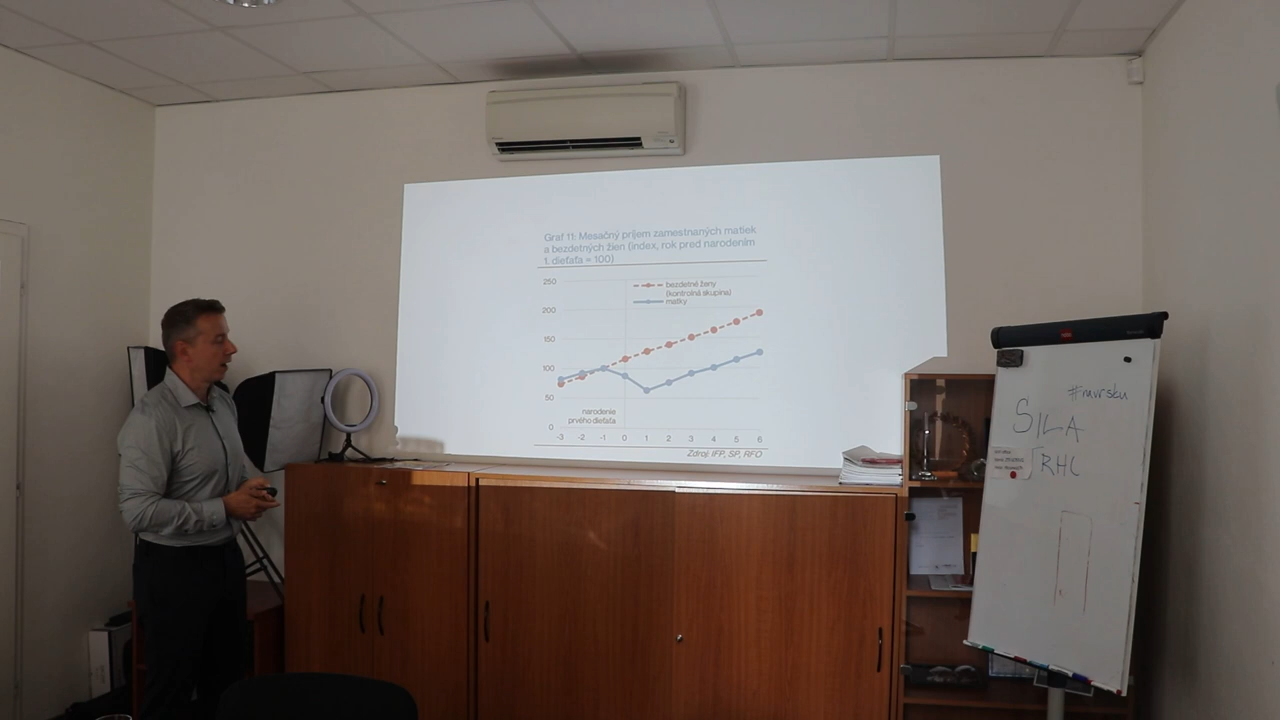 Graf 11: Mesačný príjem zamestnaných matiek
a bezdetných žien (index, rok pred narodením
1. dieťaťa = 100)
250
200
150
100
50
0
bezdetné ženy
(kontrolná skupina)
matky
narodenie
prvého dieťaťa
-3 -2 -1 0 1 2 3 4 5 6
Zdroj: IFP, SP, RFO
SILA
RHC